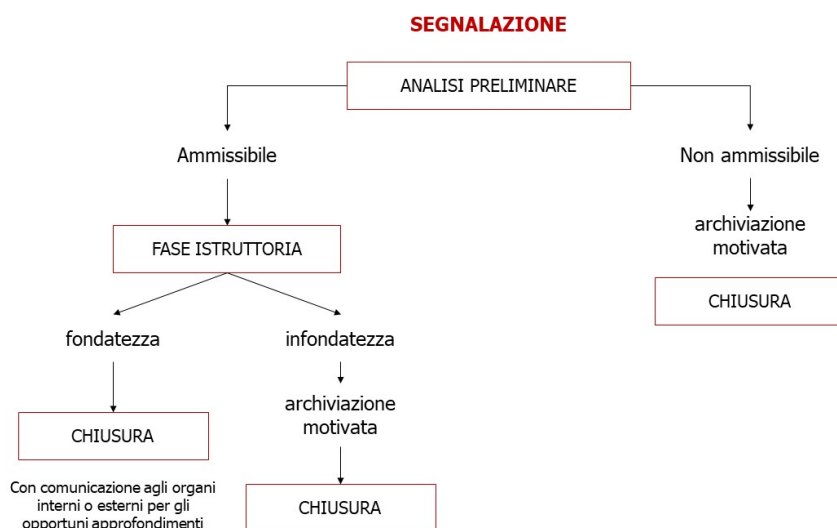 SEGNALAZIONE
ANALISI PRELIMINARE
Ammissibile
Non ammissibile
archiviazione
motivata
FASE ISTRUTTORIA
CHIUSURA
fondatezza
infondatezza
archiviazione
motivata
CHIUSURA
Con comunicazione agli organi
interni o esterni per gli
opportuni approfondimenti
CHIUSURA